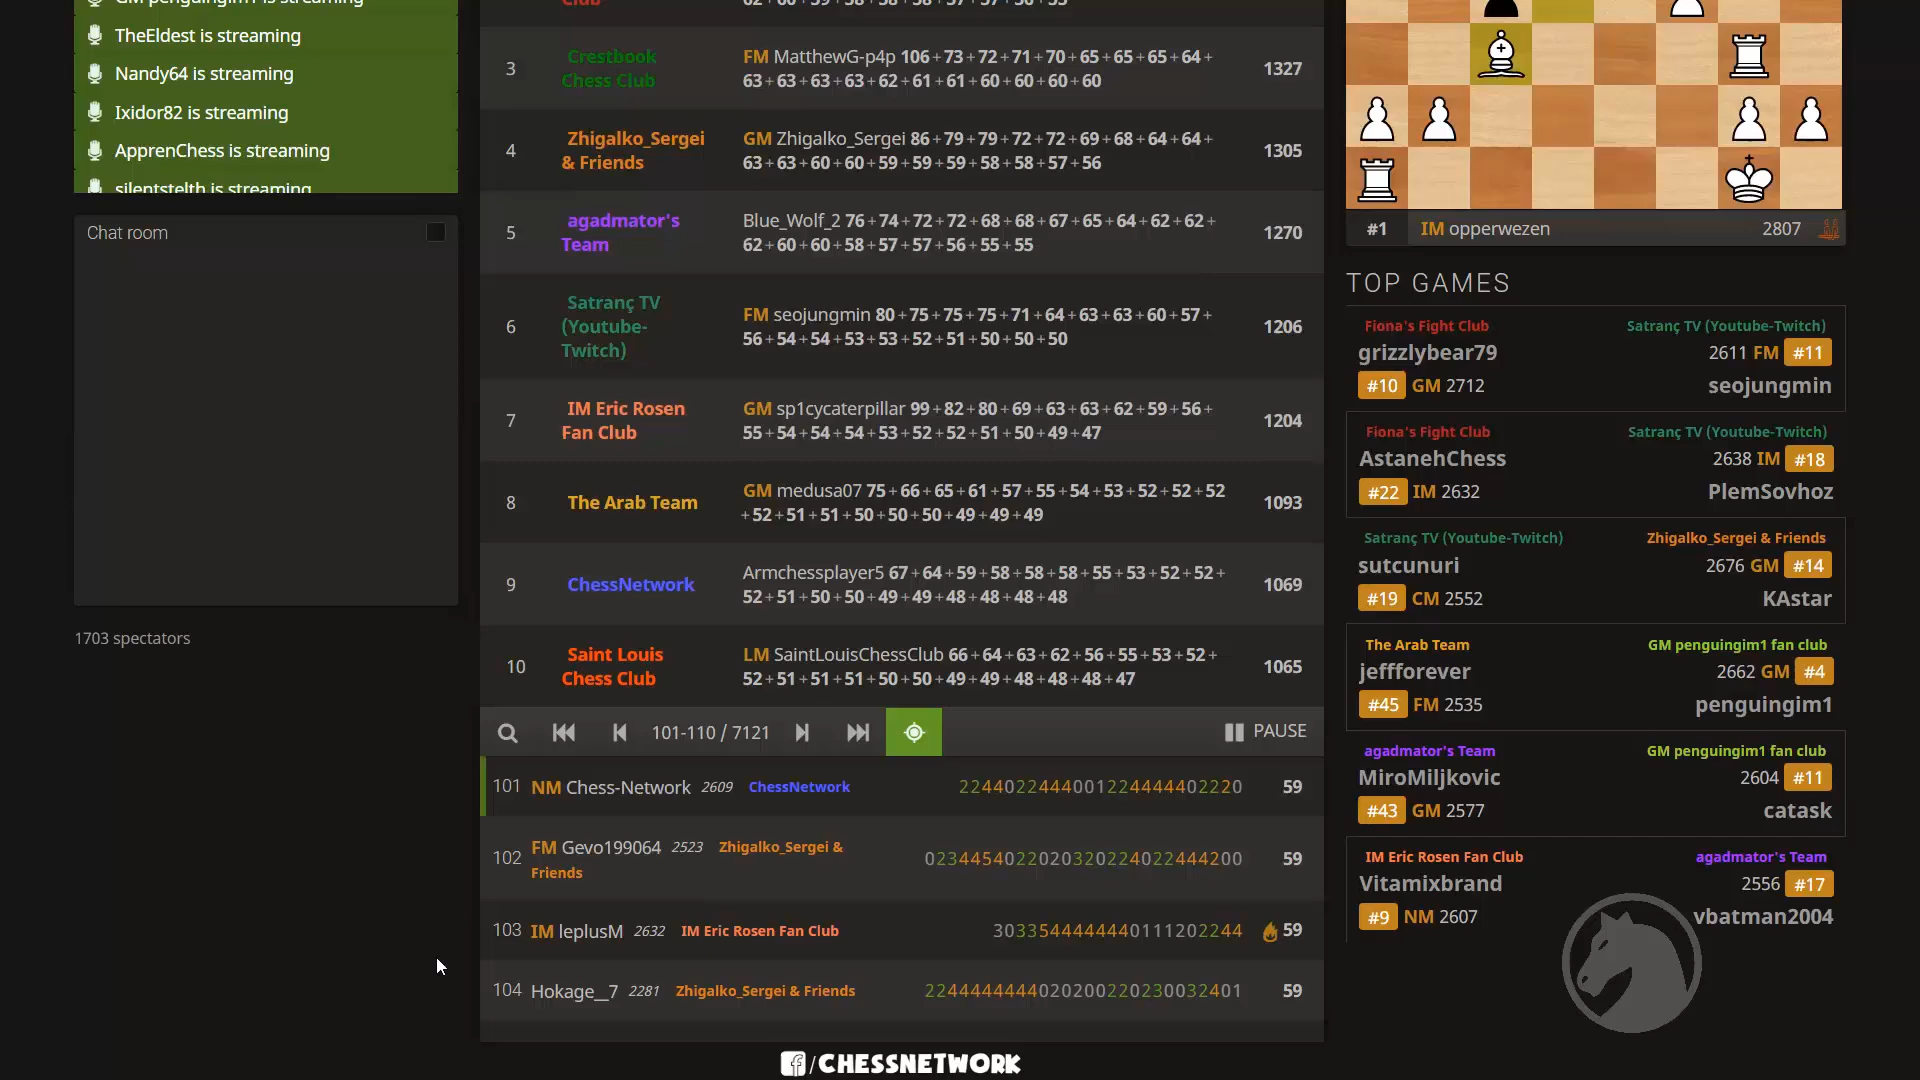 TheEldest is streaming
Nandy64 is streaming
Ixidor82 is streaming
ApprenChess is streaming
silentstelth is streaming
Chat room
1703 spectators
Club
3 Crestbook Chess Club FM MatthewG-p4p 106+73+72+71+70+65+65+65+64+
63+63+63+63+62+61+61+60+60+60+60 1327
4 Zhigalko_Sergei & Friends GM Zhigalko_Sergei 86+79+79+72+72+69+68+64+64+
63+63+60+60+59+59+59+58+58+57+56 1305
5 agadmator's Team Blue_Wolf_2 76+74+72+72+68+68+67+65+64+62+62+
62+60+60+58+57+57+56+55+55 1270
6 Satranç TV (Youtube-Twitch) FM seojungmin 80+75+75+75+71+64+63+63+60+57+
56+54+54+53+53+52+51+50+50+50 1206
7 IM Eric Rosen Fan Club GM sp1cycaterpillar 99+82+80+69+63+63+62+59+56+
55+54+54+54+53+52+52+51+50+49+47 1204
8 The Arab Team GM medusa07 75+66+65+61+57+55+54+53+52+52+52
+52+51+51+50+50+50+49+49+49 1093
9 ChessNetwork Armchessplayer5 67+64+59+58+58+58+55+53+52+52+
52+51+50+50+49+49+48+48+48+48 1069
10 Saint Louis Chess Club LM SaintLouisChessClub 66+64+63+62+56+55+53+52+
52+51+51+51+50+50+49+49+48+48+48+47 1065
101-110 / 7121 PAUSE
101 NM Chess-Network 2609 ChessNetwork 2244022444001224444402220 59
102 FM Gevo199064 2523 Zhigalko_Sergei & Friends 0234454022020320224022444200 59
103 IM leplusM 2632 IM Eric Rosen Fan Club 3033544444440111202244 59
104 Hokage__7 2281 Zhigalko_Sergei & Friends 2244444444020200220230032401 59
#1 IM opperwezen 2807
TOP GAMES
Fiona's Fight Club Satranç TV (Youtube-Twitch)
grizzlybear79 2611 FM #11
#10 GM 2712 seojungmin
Fiona's Fight Club Satranç TV (Youtube-Twitch)
AstanehChess 2638 IM #18
#22 IM 2632 PlemSovhoz
Satranç TV (Youtube-Twitch) Zhigalko_Sergei & Friends
sutcunuri 2676 GM #14
#19 CM 2552 KAstar
The Arab Team GM penguingim1 fan club
jeffforever 2662 GM #4
#45 FM 2535 penguingim1
agadmator's Team GM penguingim1 fan club
MiroMiljkovic 2604 #11
#43 GM 2577 catask
IM Eric Rosen Fan Club agadmator's Team
Vitamixbrand 2556 #17
#9 NM 2607 vbatman2004
f/CHESSNETWORK